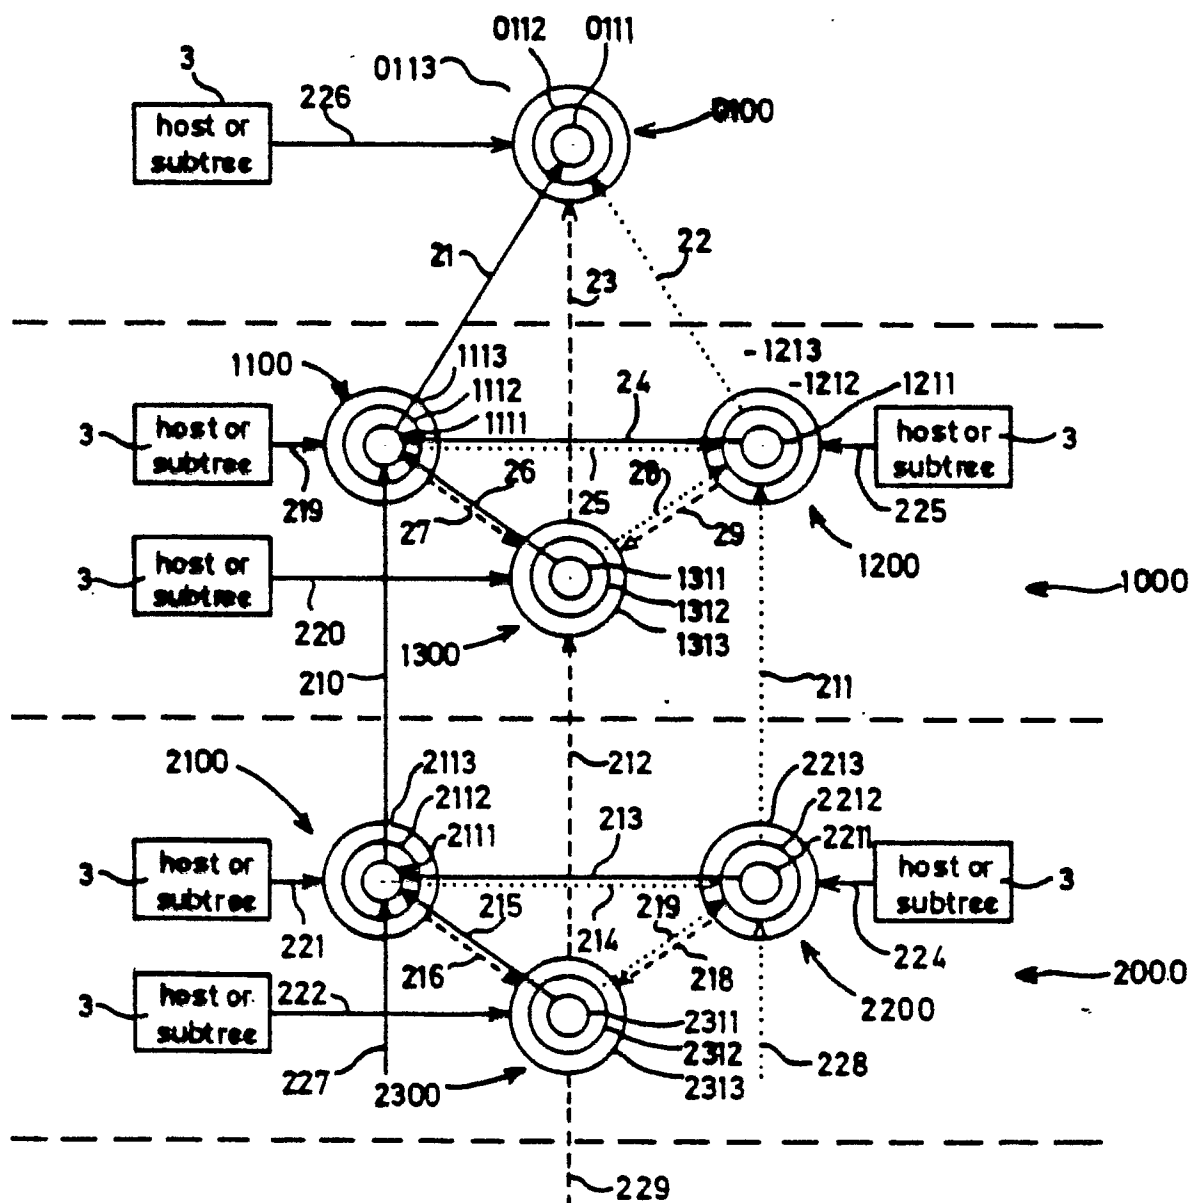 0112 0111
3 0113
226 0100
host or
subtree
21 22
23
1100 1113 -1213
1112 24 -1212 1211
1111
3 host or
subtree
host or
subtree 3
219 27 26 25 28 29 225
1200
3 host or
subtree
1311
1312
1313
1000
220 1300
210 211
2100 2113 212 2213
2112 213 2212
2111 2211
3 host or
subtree
host or
subtree 3
221 215 219
216 214 218 224
2000
2200
3 host or
subtree
222
2311
2312
2313
227 2300 228
229